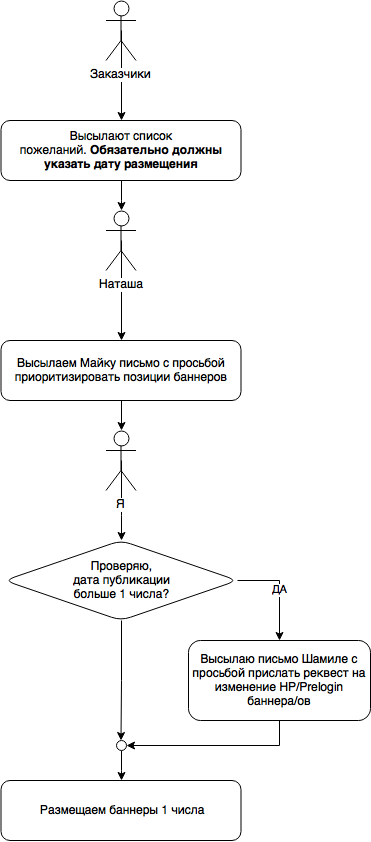 Заказчики
Высылают список
пожеланий. Обязательно должны
указать дату размещения
Наташа
Высылаем Майку письмо с просьбой
приоритизировать позиции баннеров
Я
Проверяю,
дата публикации
больше 1 числа?
ДА
Высылаю письмо Шамиле с
просьбой прислать реквест на
изменение HP/Prelogin
баннера/ов
Размещаем баннеры 1 числа